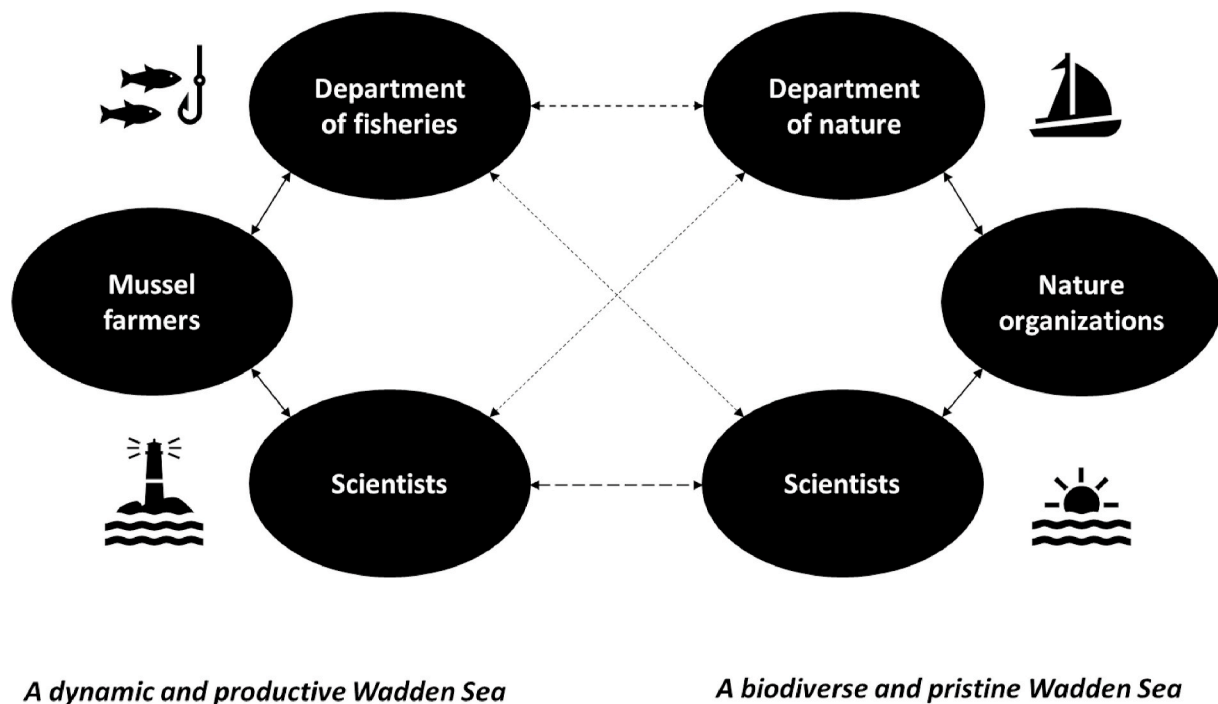 Department
of fisheries
Department
of nature
Mussel
farmers
Nature
organizations
Scientists
Scientists
A dynamic and productive Wadden Sea
A biodiverse and pristine Wadden Sea